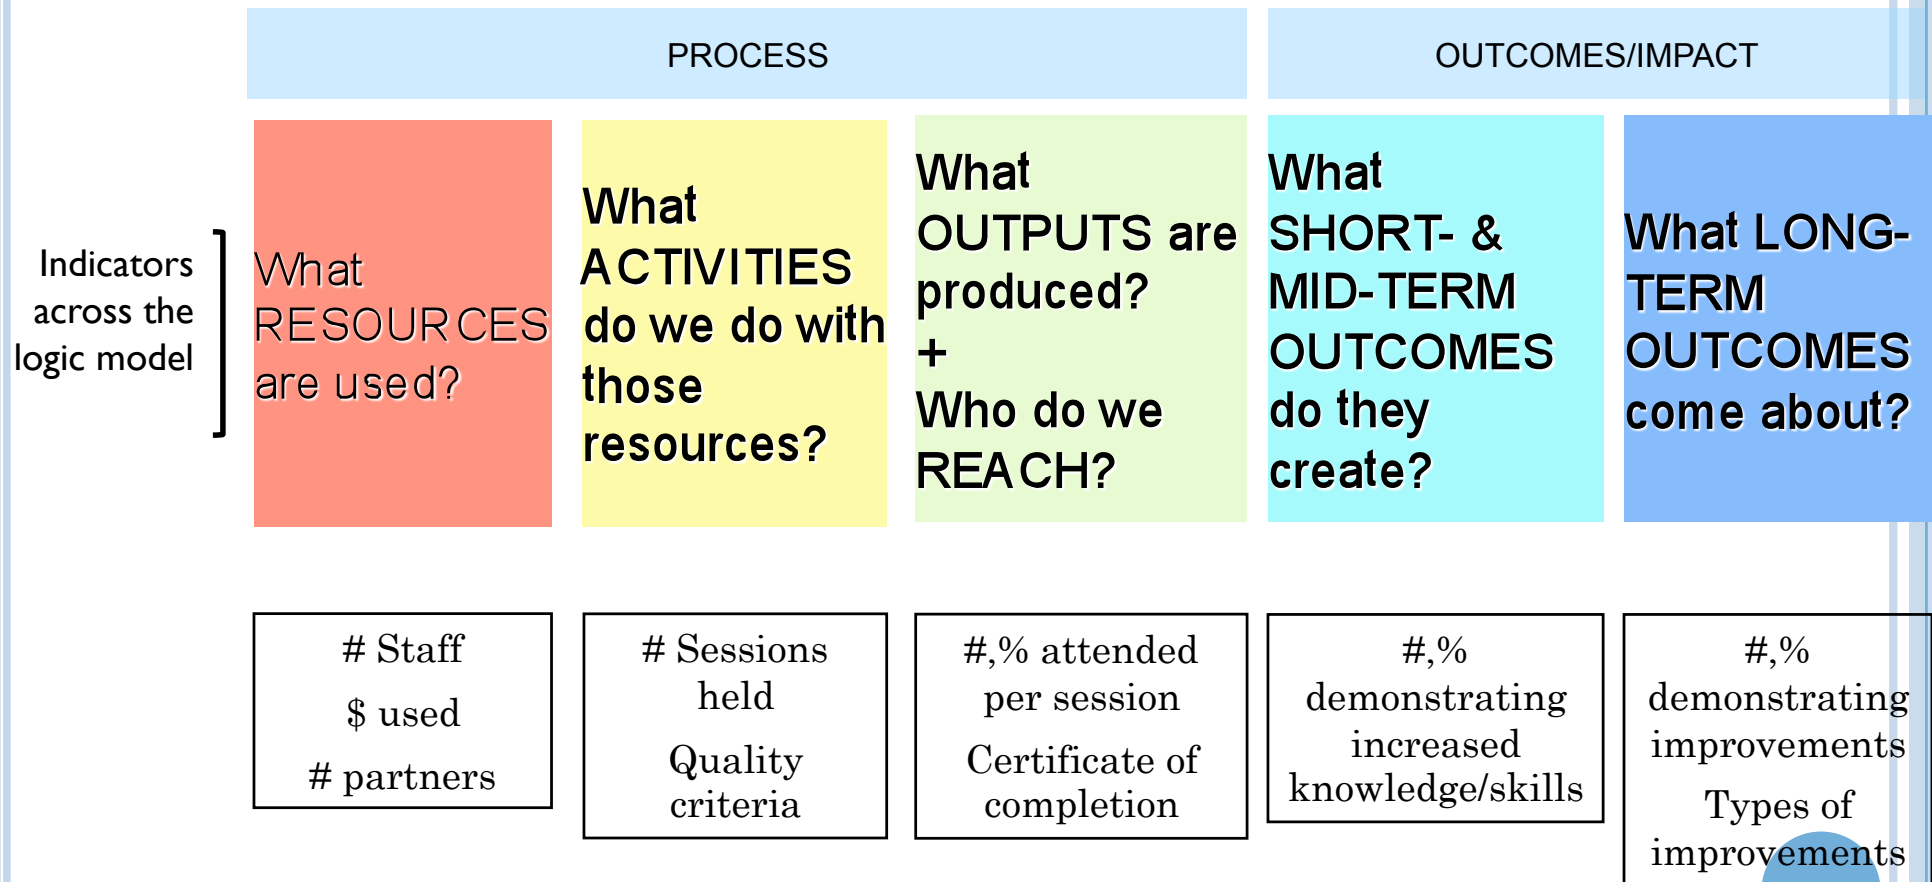 PROCESS
OUTCOMES/IMPACT
Indicators
across the
logic model
What
RESOURCES
are used?
What
ACTIVITIES
do we do with
those
resources?
What
OUTPUTS are
produced?
+
Who do we
REACH?
What
SHORT- &
MID-TERM
OUTCOMES
do they
create?
What LONG-
TERM
OUTCOMES
come about?
# Staff
$ used
# partners
# Sessions
held
Quality
criteria
#,% attended
per session
Certificate of
completion
#,%
demonstrating
increased
knowledge/skills
#,%
demonstrating
improvements
Types of
improvements